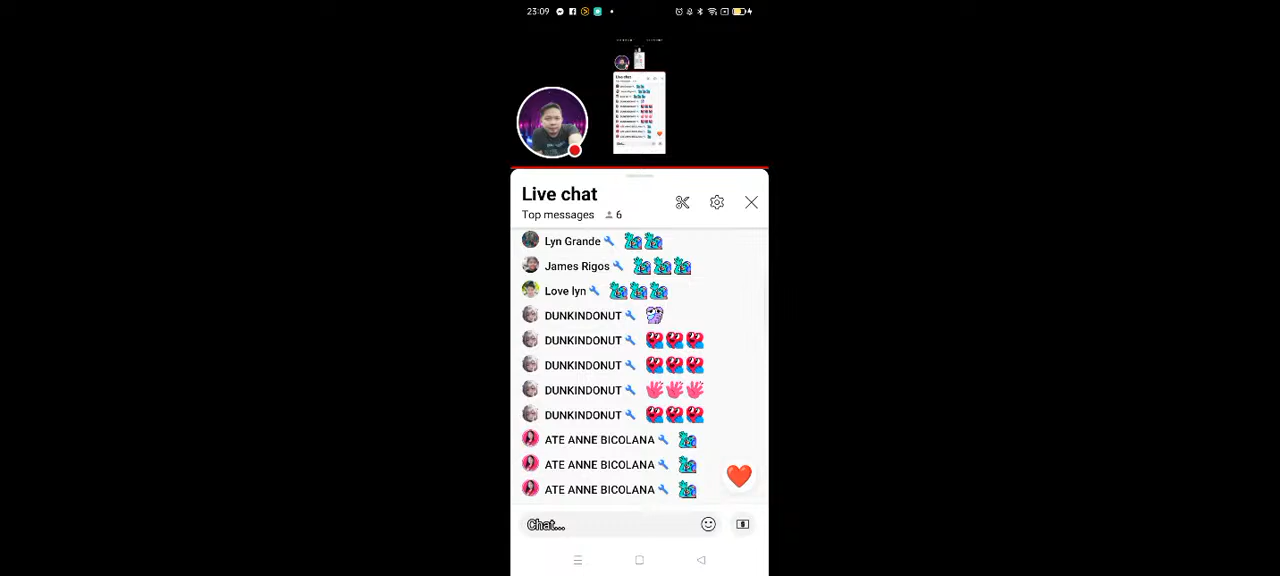 23:09
Live chat
Top messages 6
Lyn Grande
James Rigos
Love lyn
DUNKINDONUT
DUNKINDONUT
DUNKINDONUT
DUNKINDONUT
DUNKINDONUT
ATE ANNE BICOLANA
ATE ANNE BICOLANA
ATE ANNE BICOLANA
Chat...